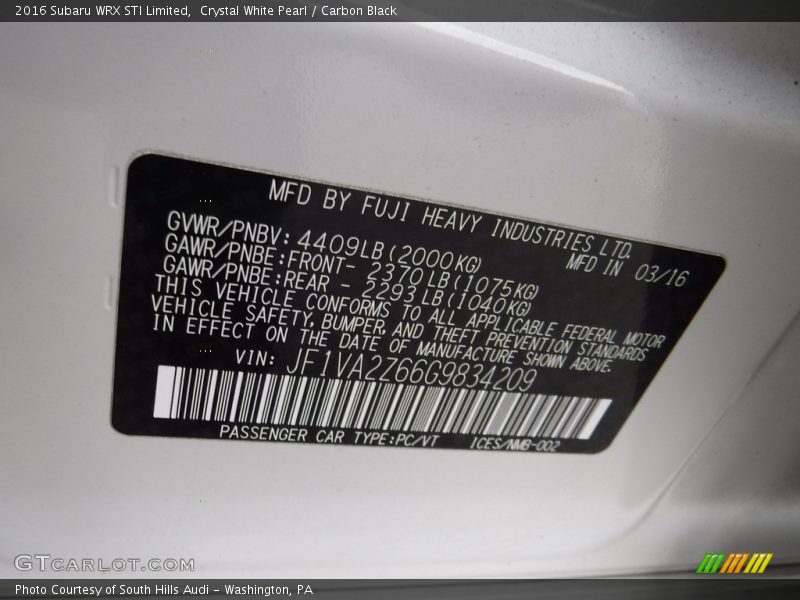 2016 Subaru WRX STI Limited,  Crystal White Pearl / Carbon Black
MFD BY FUJI HEAVY INDUSTRIES LTD.
GVWR/PNBV: 4409LB(2000KG) MFD IN 03/16
GAWR/PNBE:FRONT- 2370LB(1075KG)
GAWR/PNBE:REAR - 2293LB(1040KG)
THIS VEHICLE CONFORMS TO ALL APPLICABLE FEDERAL MOTOR
VEHICLE SAFETY, BUMPER, AND THEFT PREVENTION STANDARDS
IN EFFECT ON THE DATE OF MANUFACTURE SHOWN ABOVE.
VIN: JF1VA2Z66G9834209
PASSENGER CAR TYPE:PC/VT ICES/NMB-002
GTCARLOT.COM
Photo Courtesy of South Hills Audi - Washington, PA